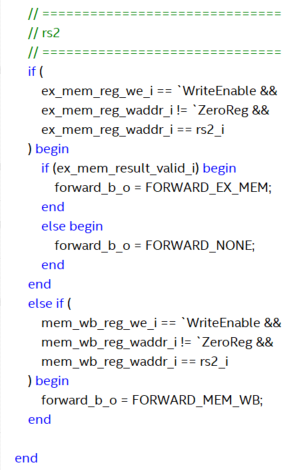 // =============================
// rs2
// =============================
if (
ex_mem_reg_we_i == `WriteEnable &&
ex_mem_reg_waddr_i != `ZeroReg &&
ex_mem_reg_waddr_i == rs2_i
) begin
if (ex_mem_result_valid_i) begin
forward_b_o = FORWARD_EX_MEM;
end
else begin
forward_b_o = FORWARD_NONE;
end
end
else if (
mem_wb_reg_we_i == `WriteEnable &&
mem_wb_reg_waddr_i != `ZeroReg &&
mem_wb_reg_waddr_i == rs2_i
) begin
forward_b_o = FORWARD_MEM_WB;
end
end